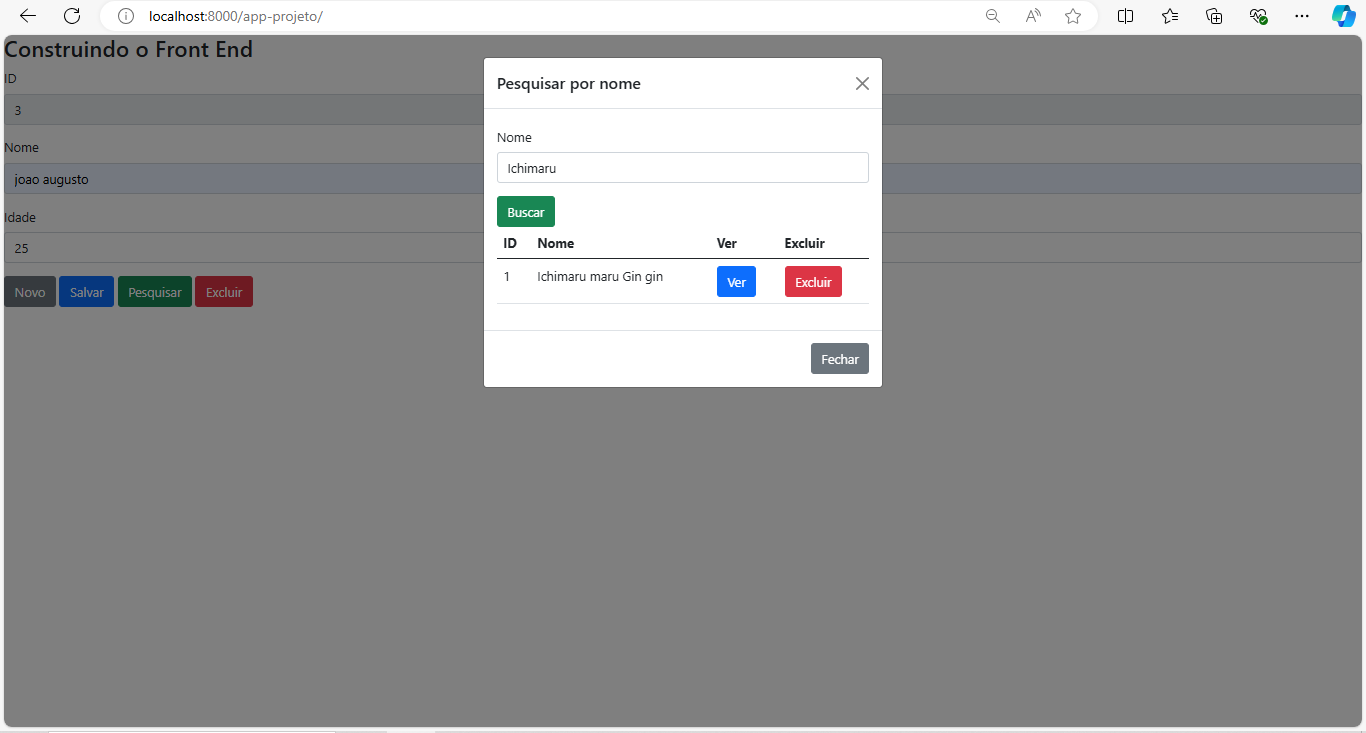 localhost:8000/app-projeto/
Construindo o Front End
ID
3
Nome
joao augusto
Idade
25
Novo Salvar Pesquisar Excluir
Pesquisar por nome
Nome
Ichimaru
Buscar
ID Nome Ver Excluir
1 Ichimaru maru Gin gin Ver Excluir
Fechar